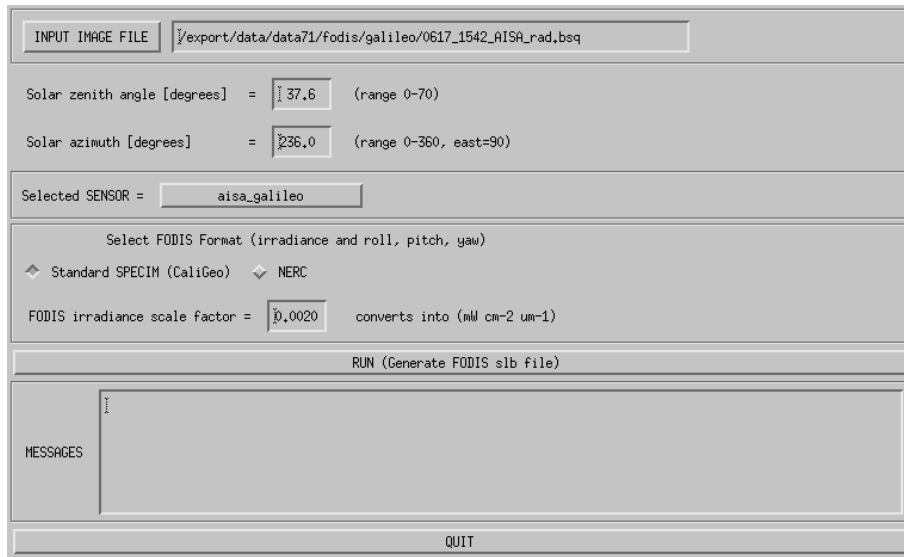 INPUT IMAGE FILE /export/data/data71/fodis/galileo/0617_1542_AISA_rad.bsq
Solar zenith angle [degrees] = 37.6 (range 0-70)
Solar azimuth [degrees] = 236.0 (range 0-360, east=90)
Selected SENSOR = aisa_galileo
Select FODIS Format (irradiance and roll, pitch, yaw)
Standard SPECIM (CaliGeo) NERC
FODIS irradiance scale factor = 0.0020 converts into (mW cm-2 um-1)
RUN (Generate FODIS slb file)
MESSAGES
QUIT